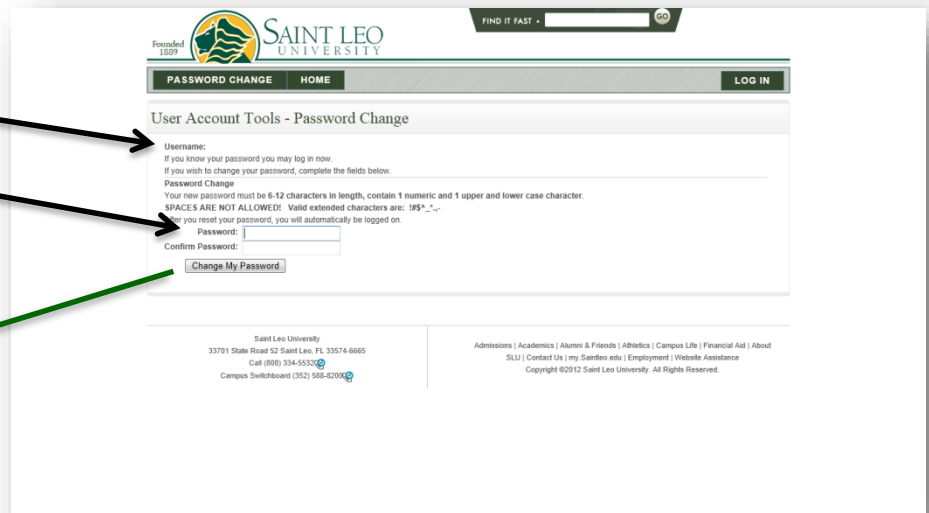 FIND IT FAST
GO
Founded
1889
SAINT LEO
UNIVERSITY
PASSWORD CHANGE HOME LOG IN
User Account Tools - Password Change
Username:
If you know your password you may log in now.
If you wish to change your password, complete the fields below.
Password Change
Your new password must be 6-12 characters in length, contain 1 numeric and 1 upper and lower case character.
SPACES ARE NOT ALLOWED! Valid extended characters are: !#$^_*.,-
After you reset your password, you will automatically be logged on.
Password:
Confirm Password:
Change My Password
Saint Leo University
33701 State Road 52 Saint Leo, FL 33574-6665
Call (800) 334-5532
Campus Switchboard (352) 588-8200
Admissions | Academics | Alumni & Friends | Athletics | Campus Life | Financial Aid | About
SLU | Contact Us | my.Saintleo.edu | Employment | Website Assistance
Copyright ©2012 Saint Leo University. All Rights Reserved.